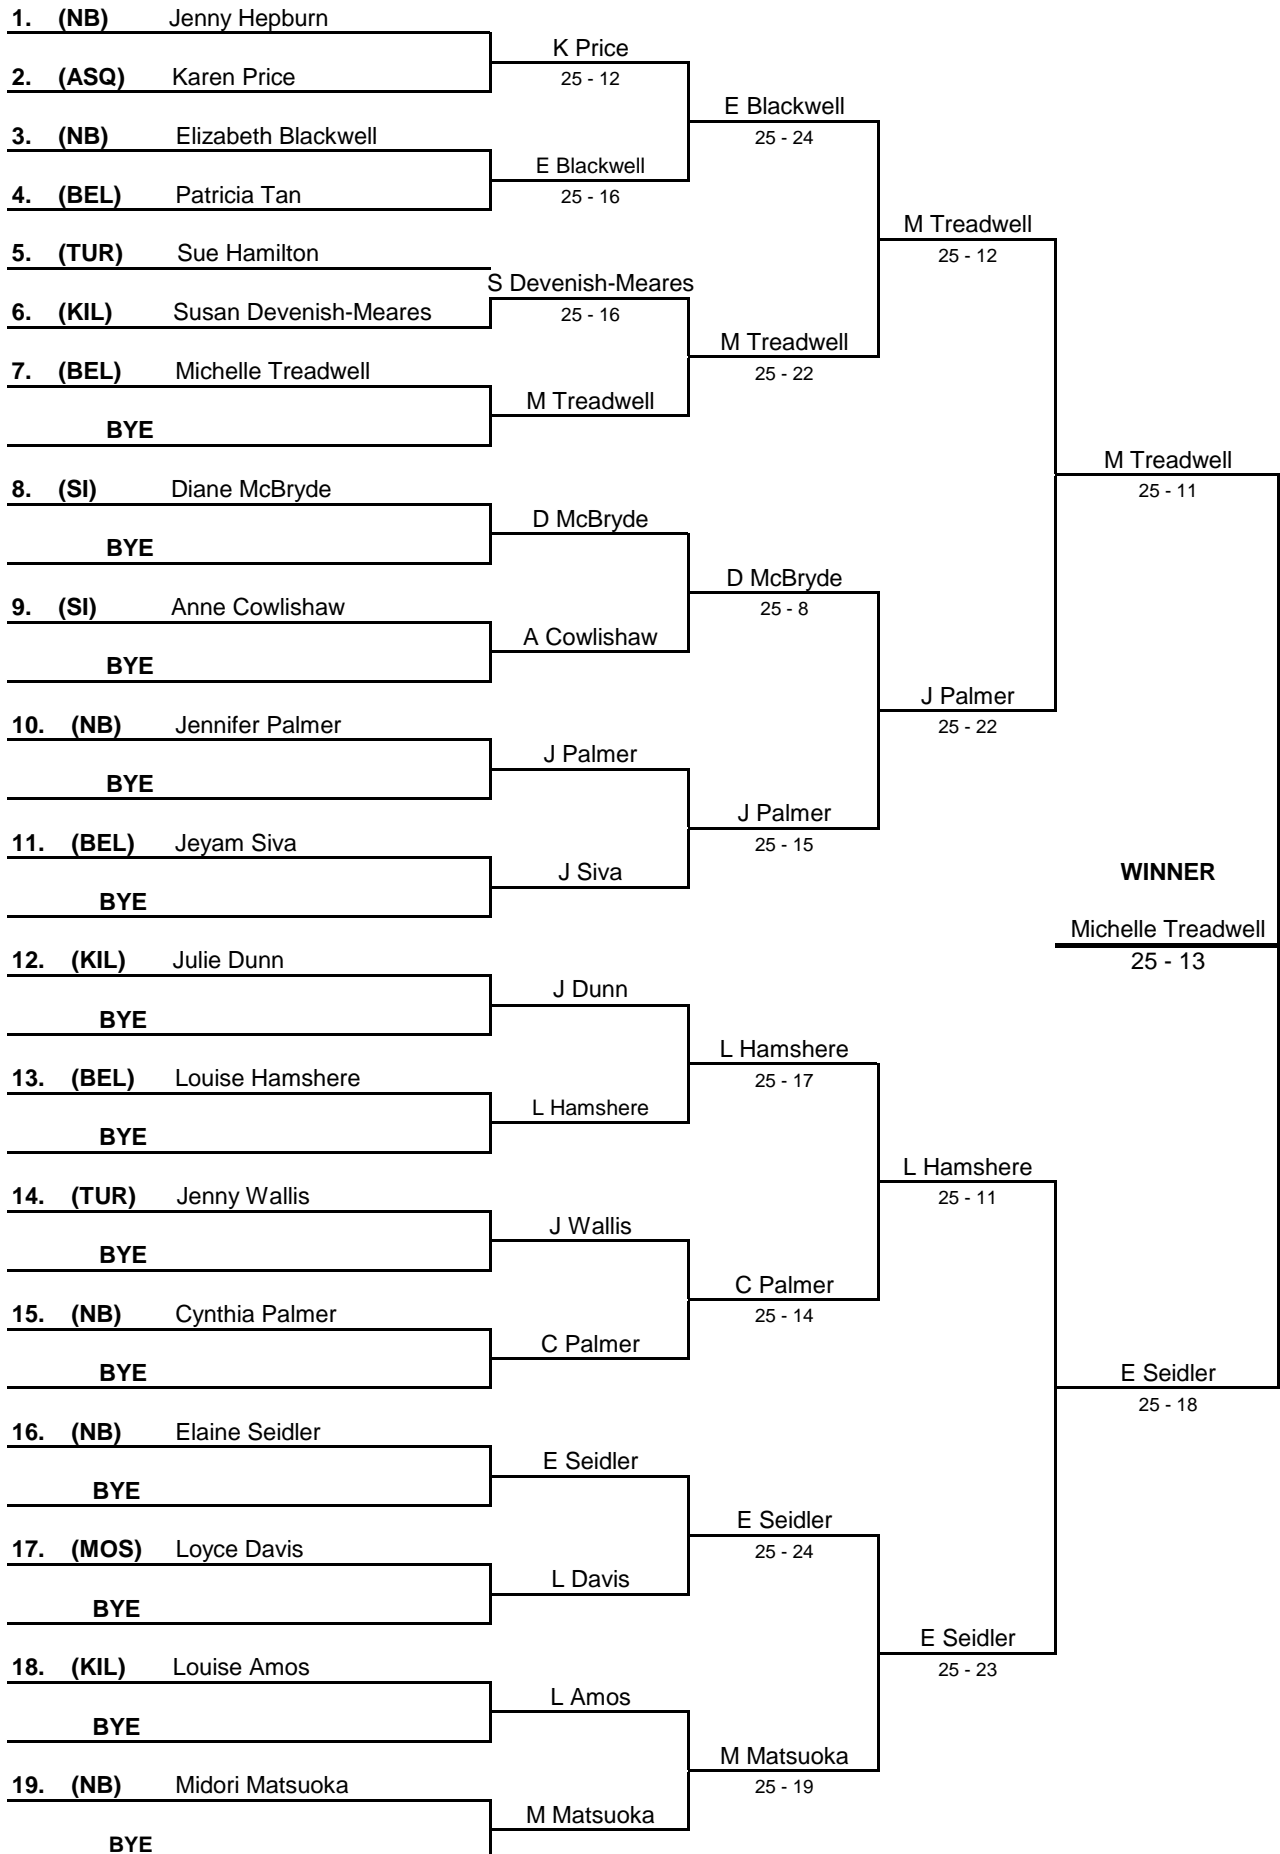 1. (NB) Jenny Hepburn
K Price
2. (ASQ) Karen Price
25 - 12
E Blackwell
3. (NB) Elizabeth Blackwell
25 - 24
E Blackwell
4. (BEL) Patricia Tan
25 - 16
M Treadwell
5. (TUR) Sue Hamilton
25 - 12
S Devenish-Meares
6. (KIL) Susan Devenish-Meares
25 - 16
M Treadwell
7. (BEL) Michelle Treadwell
25 - 22
M Treadwell
BYE
M Treadwell
8. (SI) Diane McBryde
25 - 11
D McBryde
BYE
D McBryde
9. (SI) Anne Cowlishaw
25 - 8
A Cowlishaw
BYE
J Palmer
10. (NB) Jennifer Palmer
25 - 22
J Palmer
BYE
J Palmer
11. (BEL) Jeyam Siva
25 - 15
J Siva
WINNER
BYE
Michelle Treadwell
12. (KIL) Julie Dunn
25 - 13
J Dunn
BYE
L Hamshere
13. (BEL) Louise Hamshere
25 - 17
L Hamshere
BYE
L Hamshere
14. (TUR) Jenny Wallis
25 - 11
J Wallis
BYE
C Palmer
15. (NB) Cynthia Palmer
25 - 14
C Palmer
BYE
E Seidler
25 - 18
16. (NB) Elaine Seidler
E Seidler
BYE
E Seidler
17. (MOS) Loyce Davis
25 - 24
L Davis
BYE
E Seidler
18. (KIL) Louise Amos
25 - 23
L Amos
BYE
M Matsuoka
19. (NB) Midori Matsuoka
25 - 19
M Matsuoka
BYE